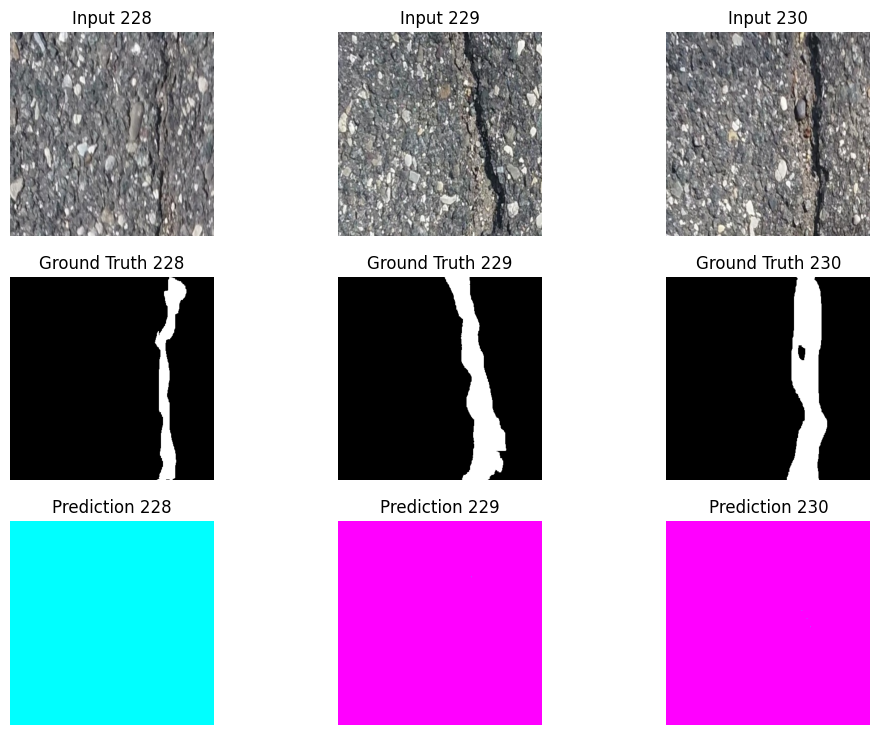 Input 228
Input 229
Input 230
Ground Truth 228
Ground Truth 229
Ground Truth 230
Prediction 228
Prediction 229
Prediction 230